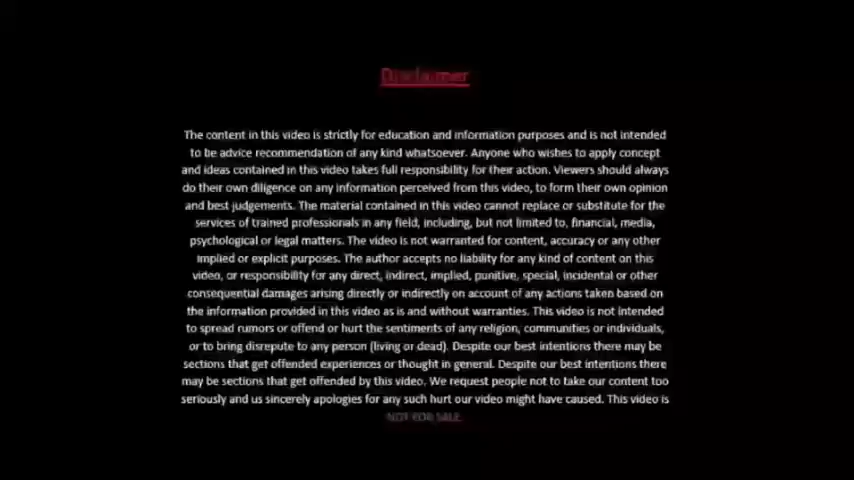 Disclaimer
The content in this video is strictly for education and information purposes and is not intended
to be advice recommendation of any kind whatsoever. Anyone who wishes to apply concept
and ideas contained in this video takes full responsibility for their action. Viewers should always
do their own diligence on any information perceived from this video, to form their own opinion
and best judgements. The material contained in this video cannot replace or substitute for the
services of trained professionals in any field, including, but not limited to, financial, media,
psychological or legal matters. The video is not warranted for content, accuracy or any other
implied or explicit purposes. The author accepts no liability for any kind of content on this
video, or responsibility for any direct, indirect, implied, punitive, special, incidental or other
consequential damages arising directly or indirectly on account of any actions taken based on
the information provided in this video as is and without warranties. This video is not intended
to spread rumors or offend or hurt the sentiments of any religion, communities or individuals,
or to bring disrepute to any person (living or dead). Despite our best intentions there may be
sections that get offended experiences or thought in general. Despite our best intentions there
may be sections that get offended by this video. We request people not to take our content too
seriously and us sincerely apologies for any such hurt our video might have caused. This video is
NOT FOR SALE.